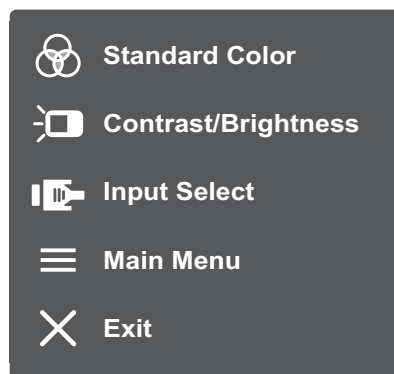 Standard Color
Contrast/Brightness
Input Select
Main Menu
Exit